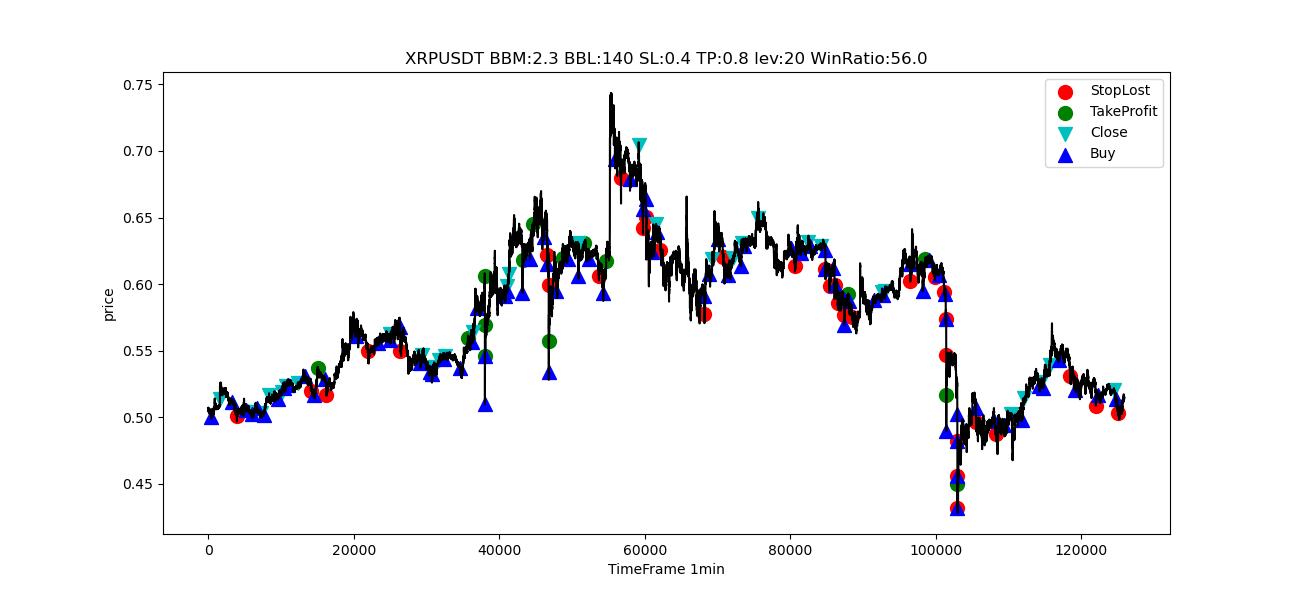 XRPUSDT BBM:2.3 BBL:140 SL:0.4 TP:0.8 lev:20 WinRatio:56.0
StopLost
TakeProfit
Close
Buy
price
0.75
0.70
0.65
0.60
0.55
0.50
0.45
0
20000
40000
60000
80000
100000
120000
TimeFrame 1min